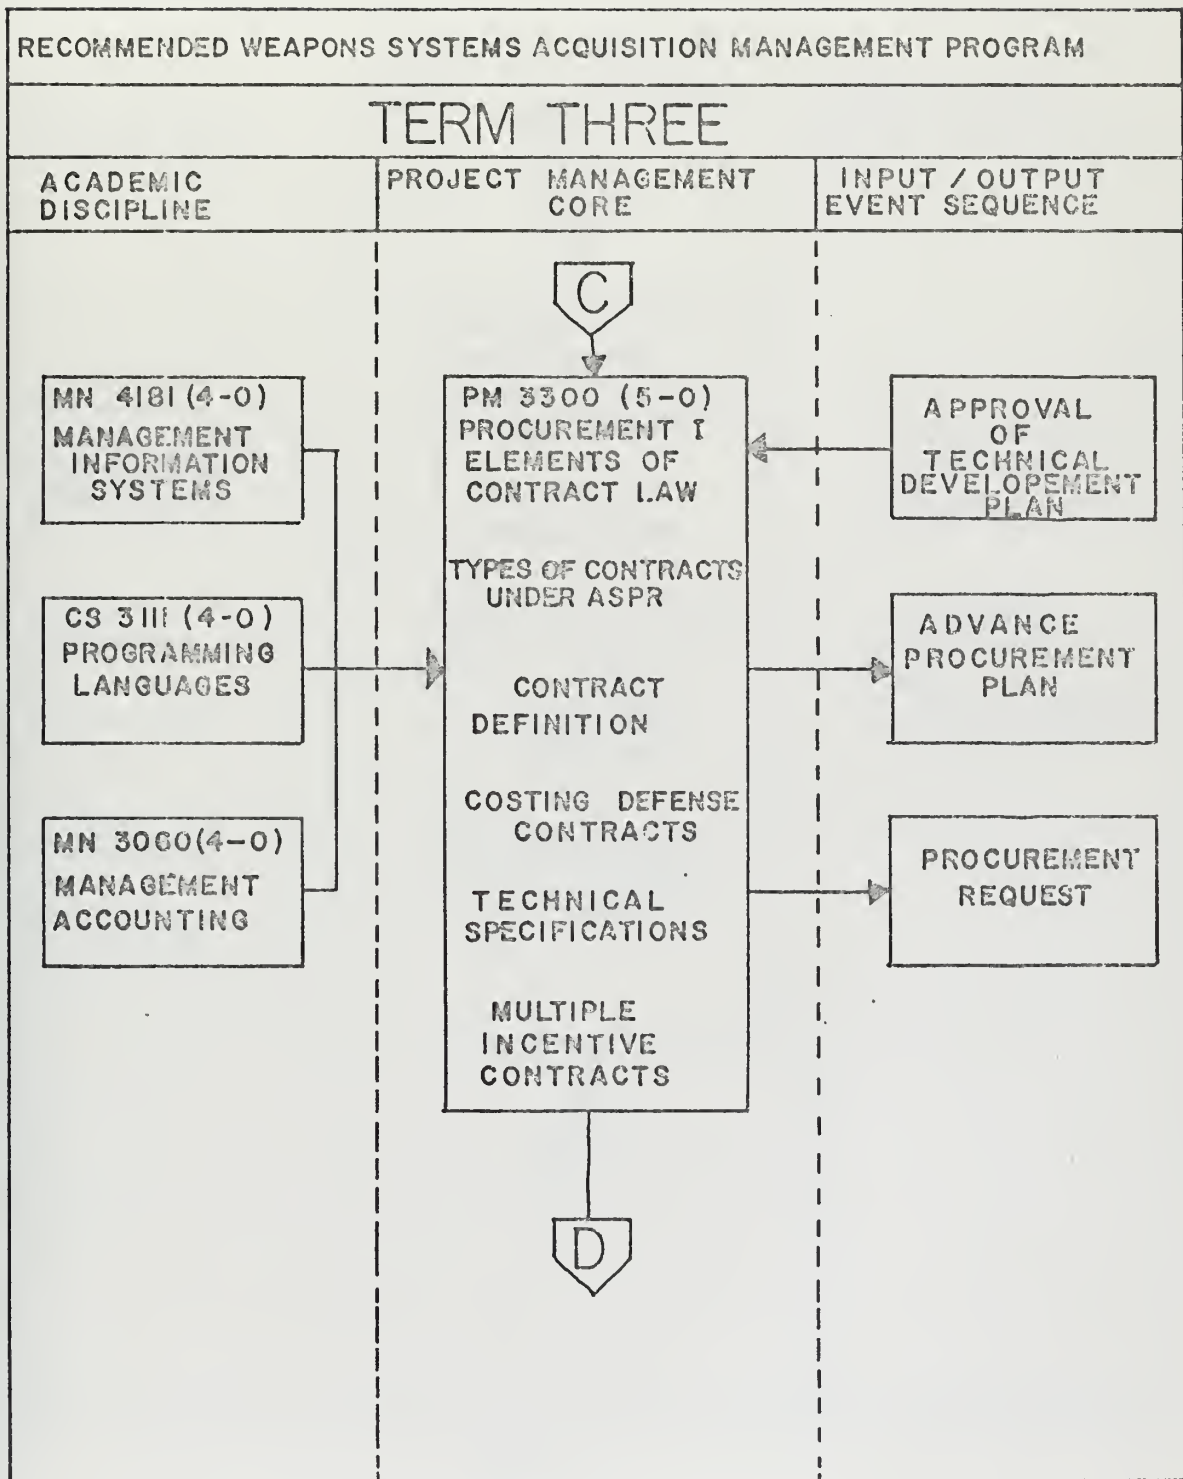 RECOMMENDED WEAPONS SYSTEMS ACQUISITION MANAGEMENT PROGRAM
TERM THREE
ACADEMIC
DISCIPLINE
PROJECT MANAGEMENT
CORE
INPUT / OUTPUT
EVENT SEQUENCE
C
MN 4181 (4-0)
MANAGEMENT
INFORMATION
SYSTEMS
CS 3111 (4-0)
PROGRAMMING
LANGUAGES
MN 3060 (4-0)
MANAGEMENT
ACCOUNTING
PM 3300 (5-0)
PROCUREMENT I
ELEMENTS OF
CONTRACT LAW
TYPES OF CONTRACTS
UNDER ASPR
CONTRACT
DEFINITION
COSTING DEFENSE
CONTRACTS
TECHNICAL
SPECIFICATIONS
MULTIPLE
INCENTIVE
CONTRACTS
D
APPROVAL
OF
TECHNICAL
DEVELOPEMENT
PLAN
ADVANCE
PROCUREMENT
PLAN
PROCUREMENT
REQUEST